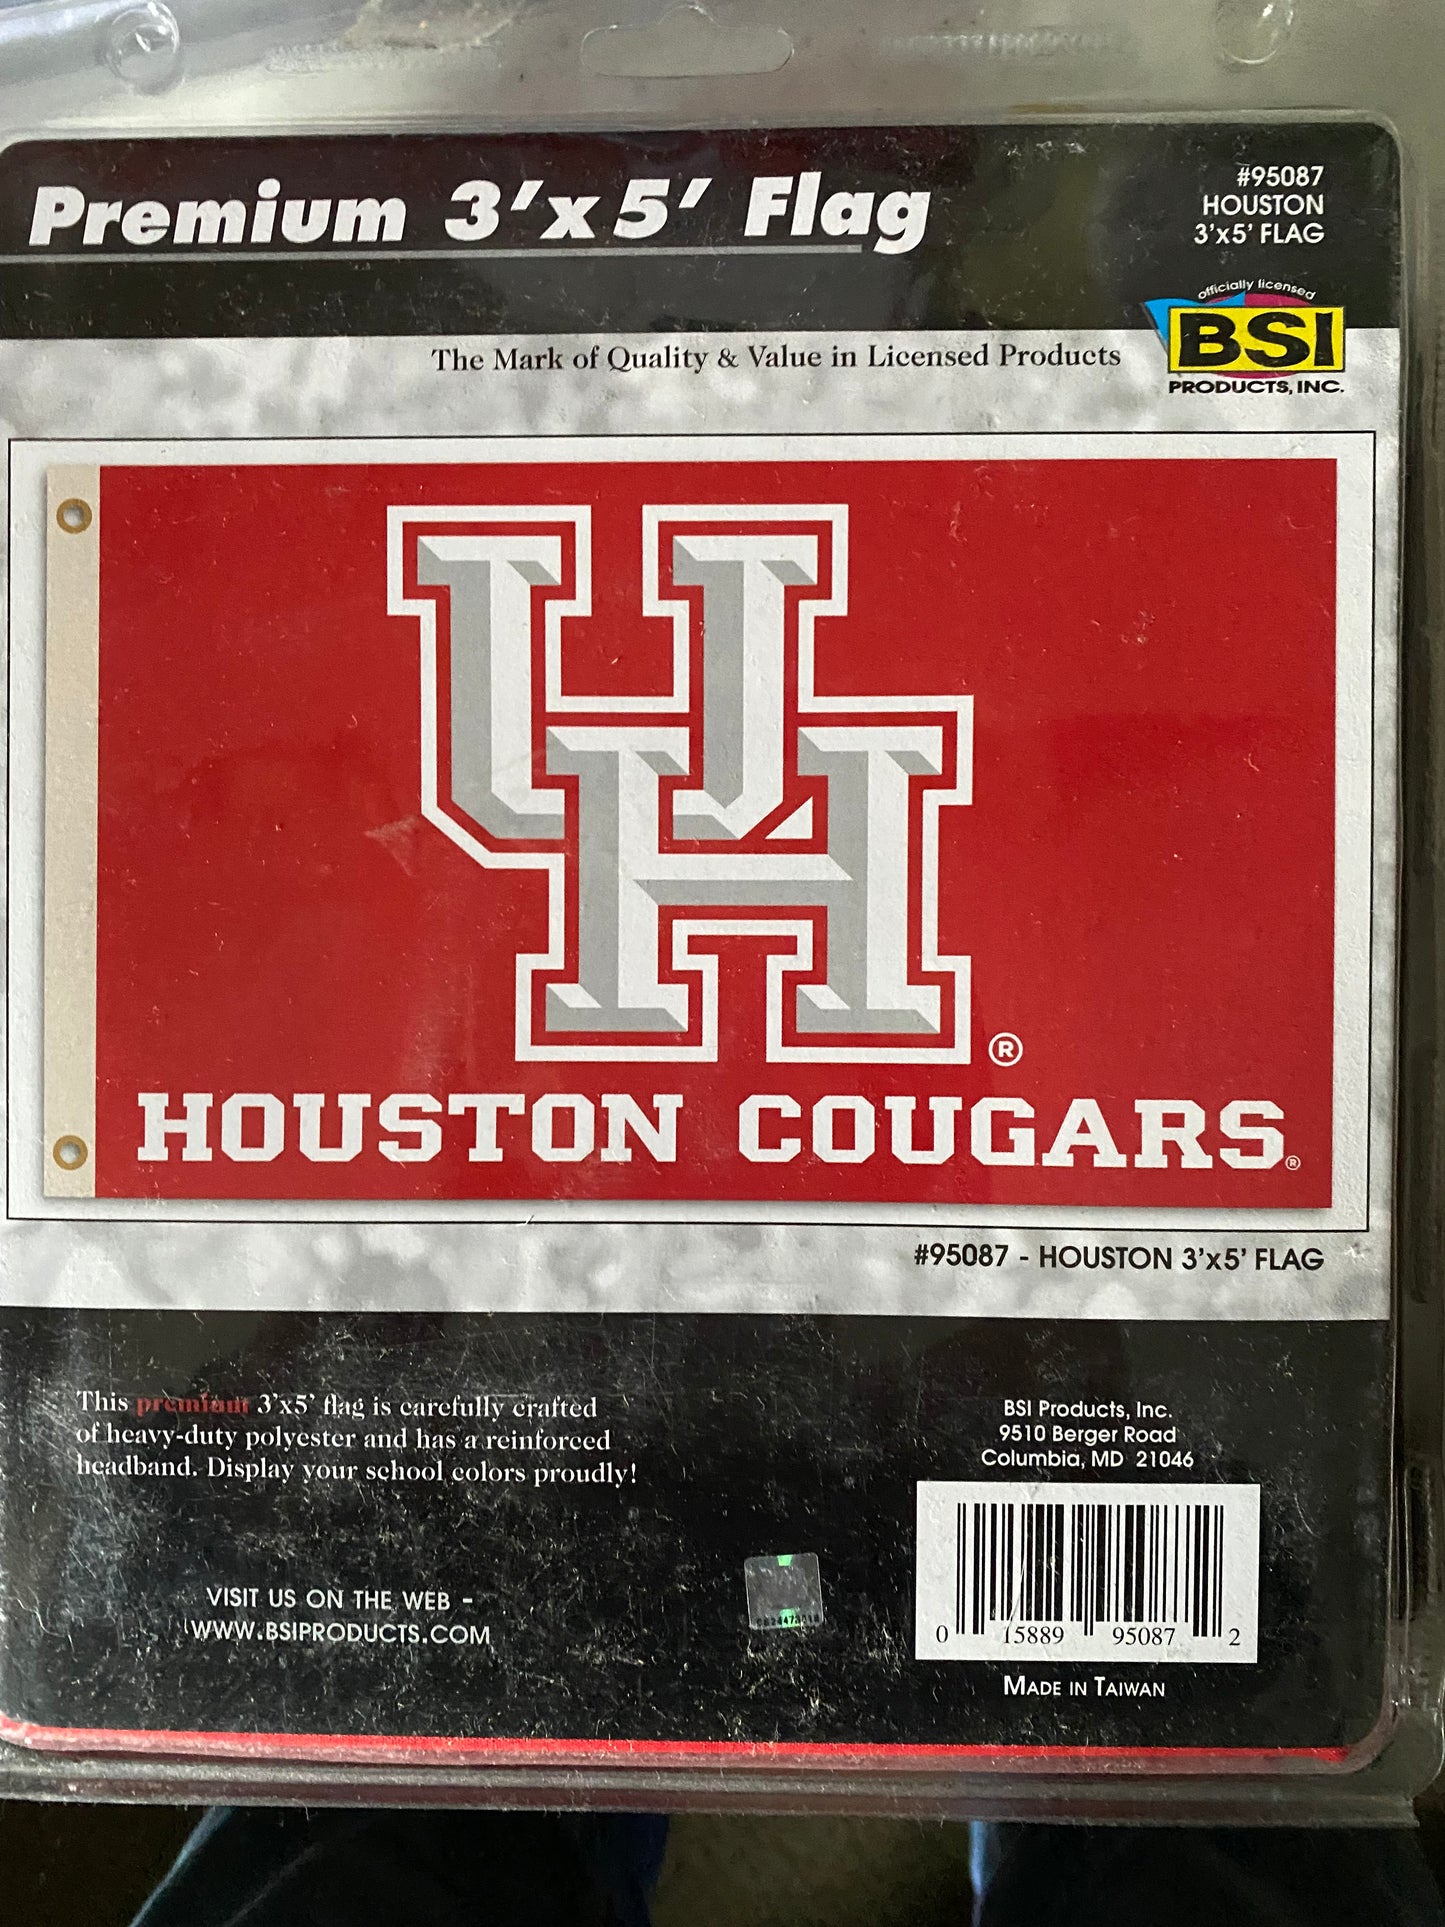 Premium 3'x5' Flag
#95087
HOUSTON
3'x5' FLAG
officially licensed
BSI
PRODUCTS, INC.
The Mark of Quality & Value in Licensed Products
UH
®
HOUSTON COUGARS®
#95087 - HOUSTON 3'x5' FLAG
This premium 3'x5' flag is carefully crafted
of heavy-duty polyester and has a reinforced
headband. Display your school colors proudly!
VISIT US ON THE WEB -
WWW.BSIPRODUCTS.COM
BSI Products, Inc.
9510 Berger Road
Columbia, MD 21046
0 15889 95087 2
MADE IN TAIWAN